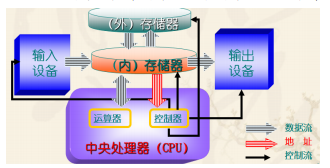 （外）存储器
输入
设备
（内）存储器
输出
设备
运算器
控制器
中央处理器（CPU）
数据流
地 址
控制流